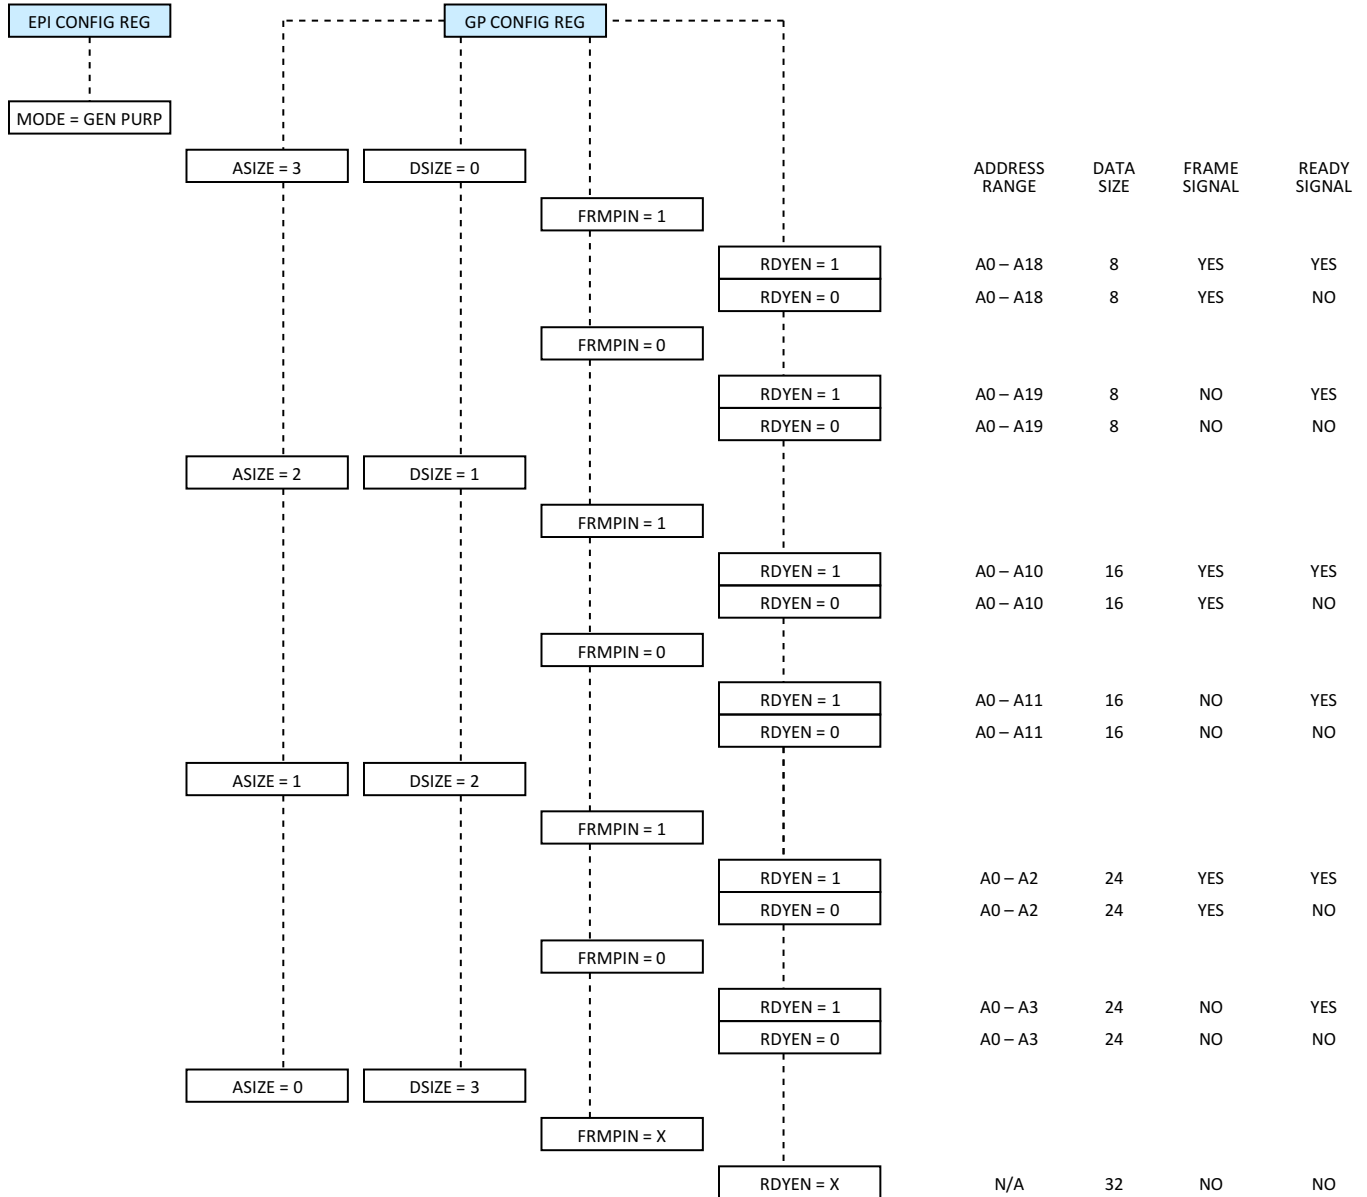 EPI CONFIG REG
GP CONFIG REG
MODE = GEN PURP
ASIZE = 3
DSIZE = 0
ADDRESS RANGE
DATA SIZE
FRAME SIGNAL
READY SIGNAL
FRMPIN = 1
RDYEN = 1 A0 – A18 8 YES YES
RDYEN = 0 A0 – A18 8 YES NO
FRMPIN = 0
RDYEN = 1 A0 – A19 8 NO YES
RDYEN = 0 A0 – A19 8 NO NO
ASIZE = 2
DSIZE = 1
FRMPIN = 1
RDYEN = 1 A0 – A10 16 YES YES
RDYEN = 0 A0 – A10 16 YES NO
FRMPIN = 0
RDYEN = 1 A0 – A11 16 NO YES
RDYEN = 0 A0 – A11 16 NO NO
ASIZE = 1
DSIZE = 2
FRMPIN = 1
RDYEN = 1 A0 – A2 24 YES YES
RDYEN = 0 A0 – A2 24 YES NO
FRMPIN = 0
RDYEN = 1 A0 – A3 24 NO YES
RDYEN = 0 A0 – A3 24 NO NO
ASIZE = 0
DSIZE = 3
FRMPIN = X
RDYEN = X N/A 32 NO NO